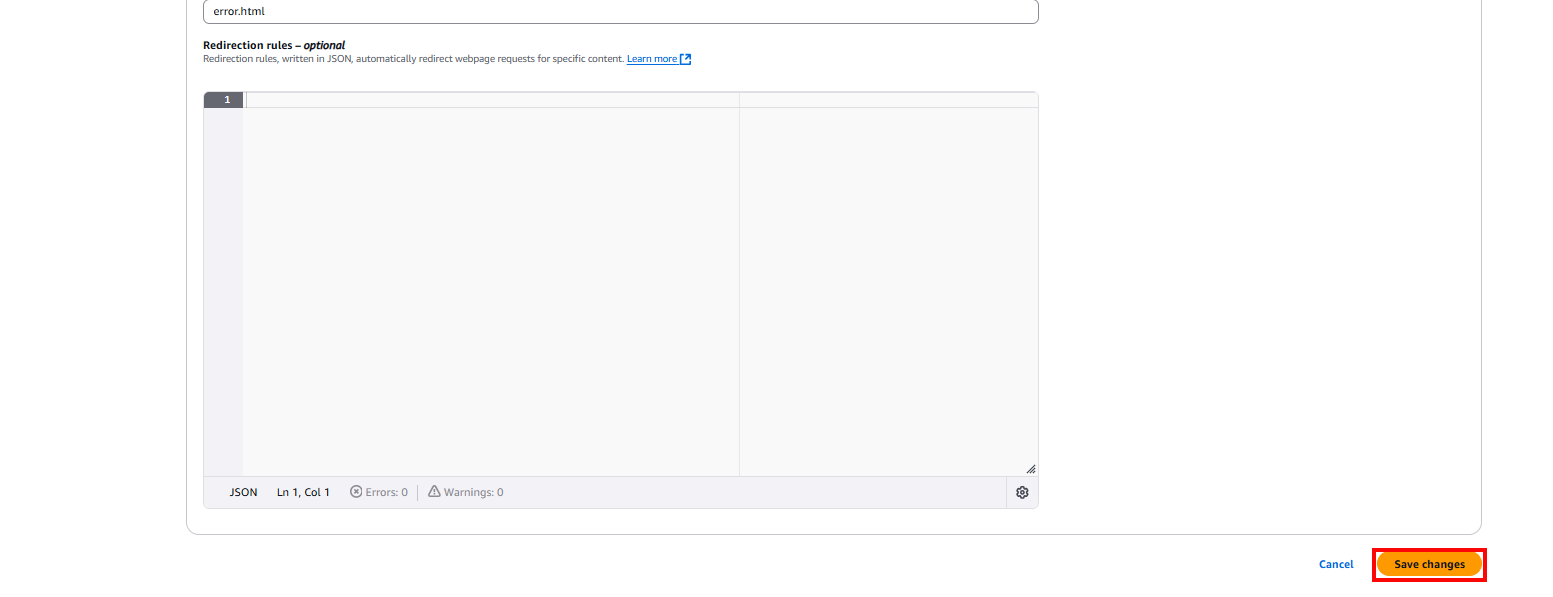 error.html
Redirection rules – optional
Redirection rules, written in JSON, automatically redirect webpage requests for specific content. Learn more
1
JSON Ln 1, Col 1 Errors: 0 Warnings: 0
Cancel Save changes